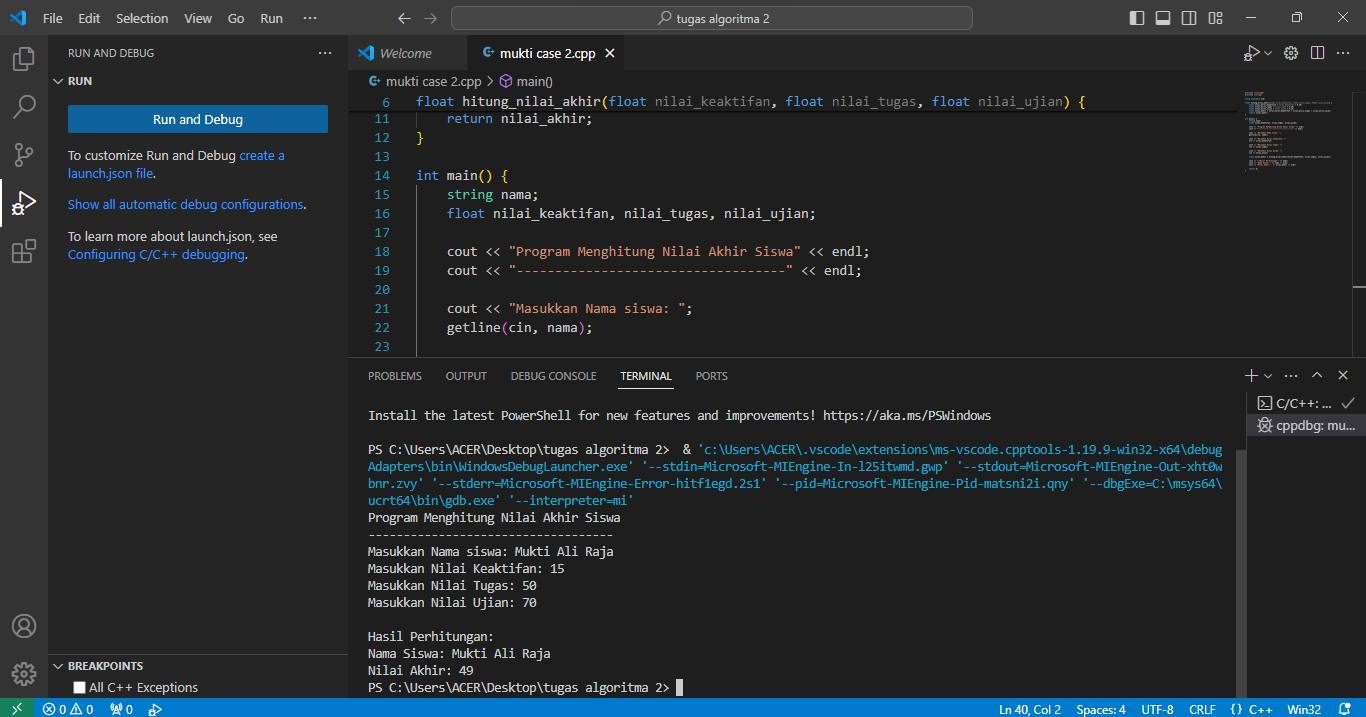 File Edit Selection View Go Run ··· tugas algoritma 2
RUN AND DEBUG ···
RUN
Run and Debug
To customize Run and Debug create a
launch.json file.
Show all automatic debug configurations.
To learn more about launch.json, see
Configuring C/C++ debugging.
BREAKPOINTS
All C++ Exceptions
Welcome mukti case 2.cpp
mukti case 2.cpp > main()
6 float hitung_nilai_akhir(float nilai_keaktifan, float nilai_tugas, float nilai_ujian) {
11 return nilai_akhir;
12 }
13
14 int main() {
15 string nama;
16 float nilai_keaktifan, nilai_tugas, nilai_ujian;
17
18 cout << "Program Menghitung Nilai Akhir Siswa" << endl;
19 cout << "-----------------------------------" << endl;
20
21 cout << "Masukkan Nama siswa: ";
22 getline(cin, nama);
23
PROBLEMS OUTPUT DEBUG CONSOLE TERMINAL PORTS
Install the latest PowerShell for new features and improvements! https://aka.ms/PSWindows
PS C:\Users\ACER\Desktop\tugas algoritma 2>  & 'c:\Users\ACER\.vscode\extensions\ms-vscode.cpptools-1.19.9-win32-x64\debug
Adapters\bin\WindowsDebugLauncher.exe' '--stdin=Microsoft-MIEngine-In-l25itwmd.gwp' '--stdout=Microsoft-MIEngine-Out-xht0w
bnr.zvy' '--stderr=Microsoft-MIEngine-Error-hitf1egd.2s1' '--pid=Microsoft-MIEngine-Pid-matsni2i.qny' '--dbgExe=C:\msys64\
ucrt64\bin\gdb.exe' '--interpreter=mi'
Program Menghitung Nilai Akhir Siswa
-----------------------------------
Masukkan Nama siswa: Mukti Ali Raja
Masukkan Nilai Keaktifan: 15
Masukkan Nilai Tugas: 50
Masukkan Nilai Ujian: 70
Hasil Perhitungan:
Nama Siswa: Mukti Ali Raja
Nilai Akhir: 49
PS C:\Users\ACER\Desktop\tugas algoritma 2>
C/C++: ...
cppdbg: mu...
0 0 0 Ln 40, Col 2 Spaces: 4 UTF-8 CRLF {} C++ Win32